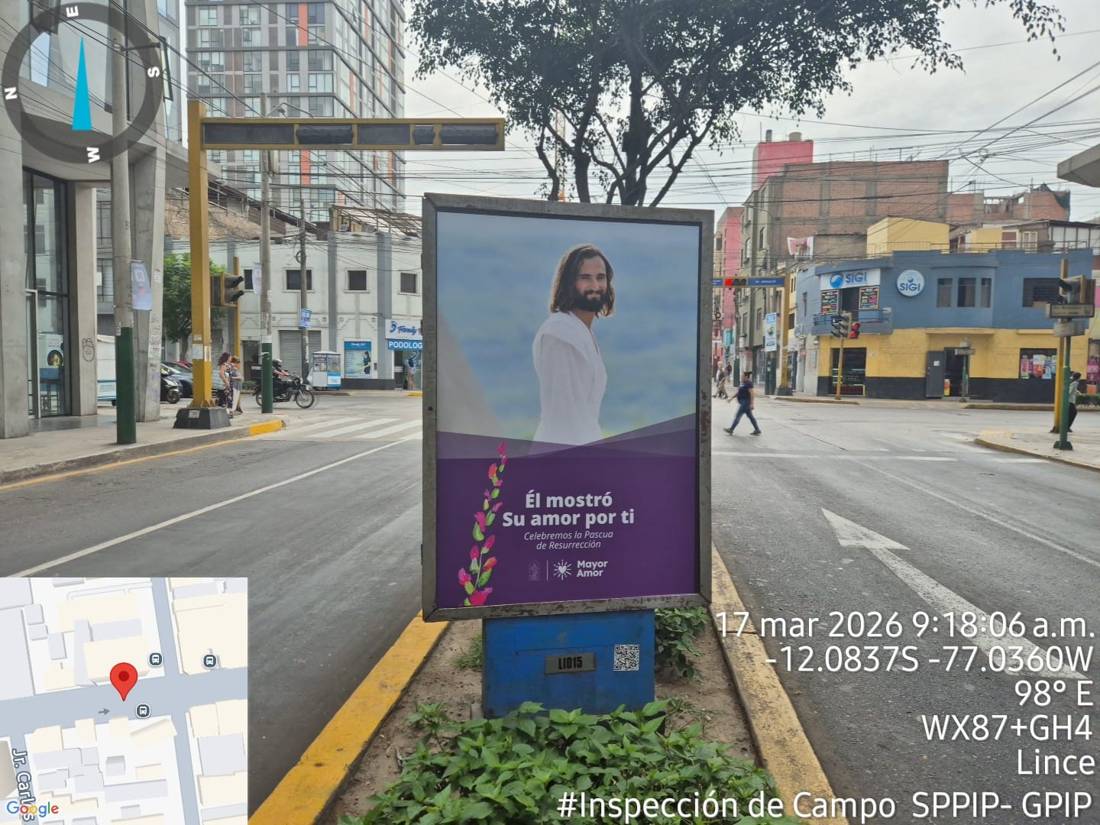 E
N
S
W
SIGI
SIGI
PODOLOG
Él mostró
Su amor por ti
Celebremos la Pascua
de Resurrección
Mayor
Amor
LI015
17 mar 2026 9:18:06 a.m.
-12.0837S -77.0360W
98° E
WX87+GH4
Lince
#Inspección de Campo SPPIP- GPIP
Jr. Carlos
Google